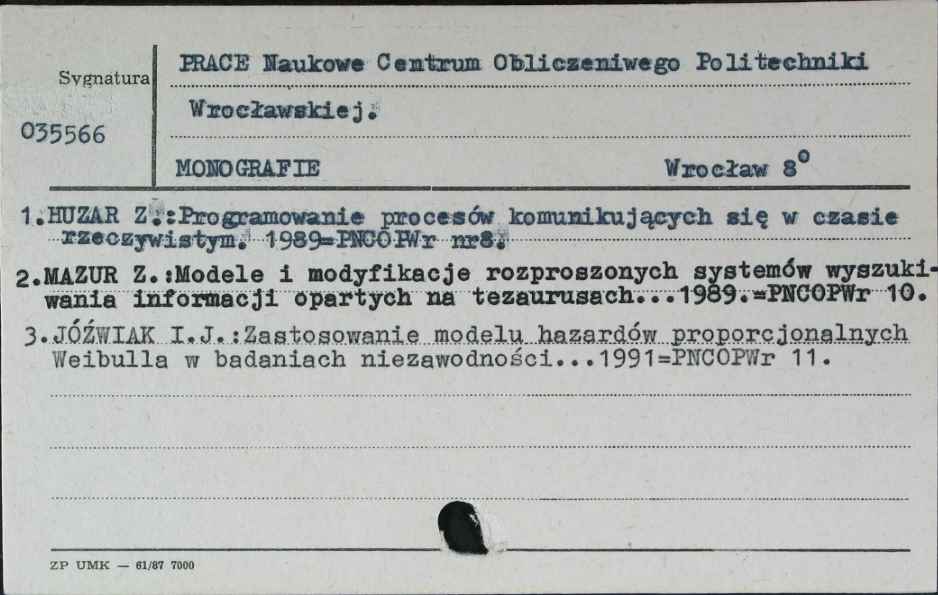 PRACE Naukowe Centrum Obliczeniwego Politechniki
Sygnatura
Wrocławskiej.
035566
MONOGRAFIE Wrocław 8°
1.HUZAR Z.:Programowanie procesów komunikujących się w czasie
rzeczywistym. 1989=PNCOPWr nr8.
2.MAZUR Z.:Modele i modyfikacje rozproszonych systemów wyszuki-
wania informacji opartych na tezaurusach...1989.=PNCOPWr 10.
3.JÓŹWIAK I.J.:Zastosowanie modelu hazardów proporcjonalnych
Weibulla w badaniach niezawodności...1991=PNCOPWr 11.
ZP UMK — 61/87 7000